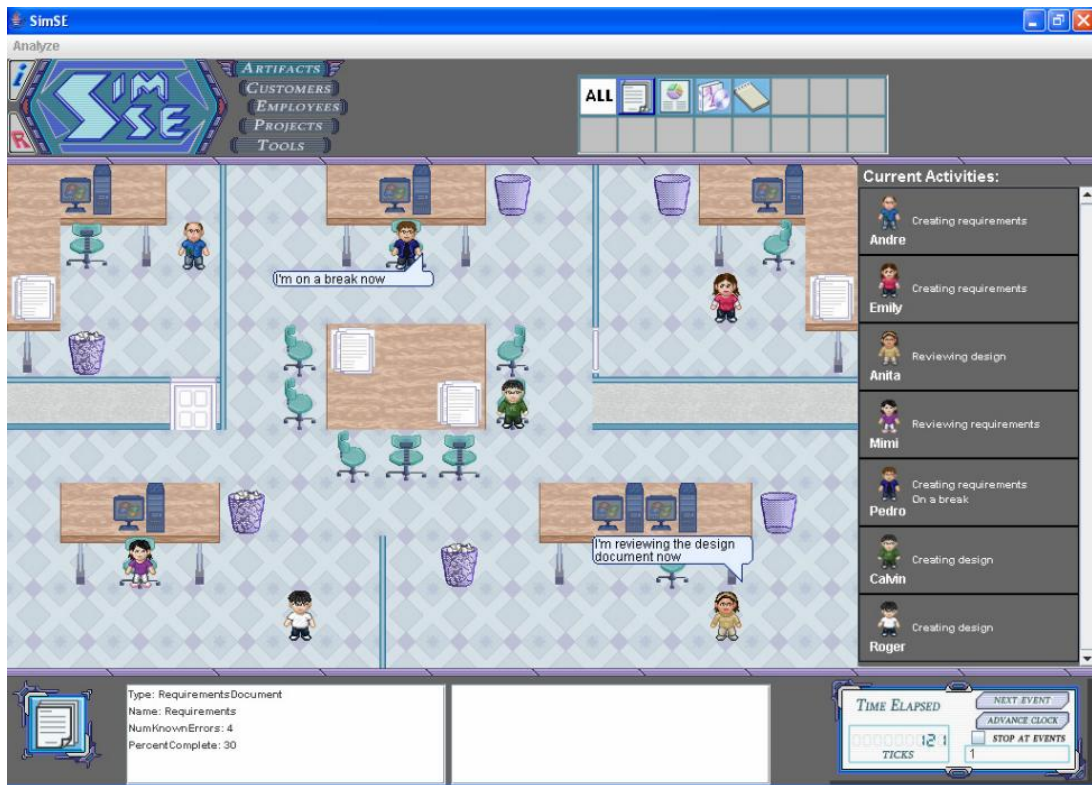 SimSE
Analyze
i
R
SIM
SE
ARTIFACTS
CUSTOMERS
EMPLOYEES
PROJECTS
TOOLS
ALL
I'm on a break now
I'm reviewing the design
document now
Current Activities:
Andre
Creating requirements
Emily
Creating requirements
Anita
Reviewing design
Mimi
Reviewing requirements
Pedro
Creating requirements
On a break
Calvin
Creating design
Roger
Creating design
Type: RequirementsDocument
Name: Requirements
NumKnownErrors: 4
PercentComplete: 30
TIME ELAPSED
121
TICKS
NEXT EVENT
ADVANCE CLOCK
STOP AT EVENTS
1